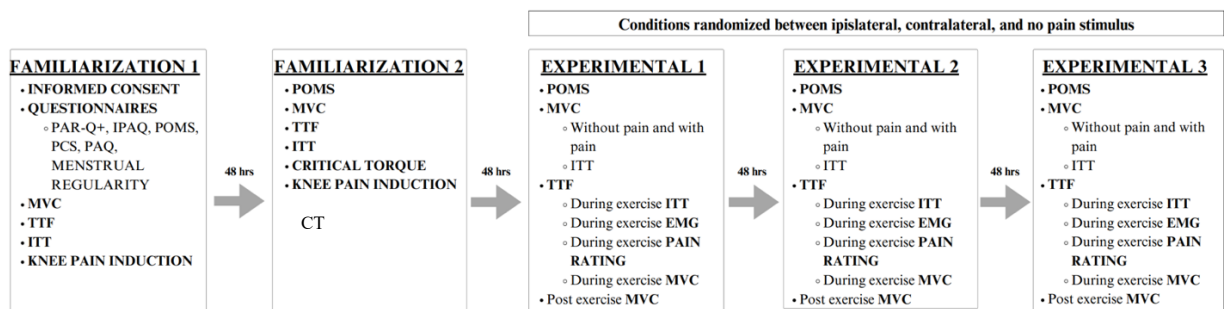 Conditions randomized between ipislateral, contralateral, and no pain stimulus
FAMILIARIZATION 1
• INFORMED CONSENT
• QUESTIONNAIRES
◦ PAR-Q+, IPAQ, POMS,
PCS, PAQ,
MENSTRUAL
REGULARITY
• MVC
• TTF
• ITT
• KNEE PAIN INDUCTION
48 hrs
FAMILIARIZATION 2
• POMS
• MVC
• TTF
• ITT
• CRITICAL TORQUE
• KNEE PAIN INDUCTION
CT
48 hrs
EXPERIMENTAL 1
• POMS
• MVC
◦ Without pain and with
pain
◦ ITT
• TTF
◦ During exercise ITT
◦ During exercise EMG
◦ During exercise PAIN
RATING
◦ During exercise MVC
• Post exercise MVC
48 hrs
EXPERIMENTAL 2
• POMS
• MVC
◦ Without pain and with
pain
◦ ITT
• TTF
◦ During exercise ITT
◦ During exercise EMG
◦ During exercise PAIN
RATING
◦ During exercise MVC
• Post exercise MVC
48 hrs
EXPERIMENTAL 3
• POMS
• MVC
◦ Without pain and with
pain
◦ ITT
• TTF
◦ During exercise ITT
◦ During exercise EMG
◦ During exercise PAIN
RATING
◦ During exercise MVC
• Post exercise MVC